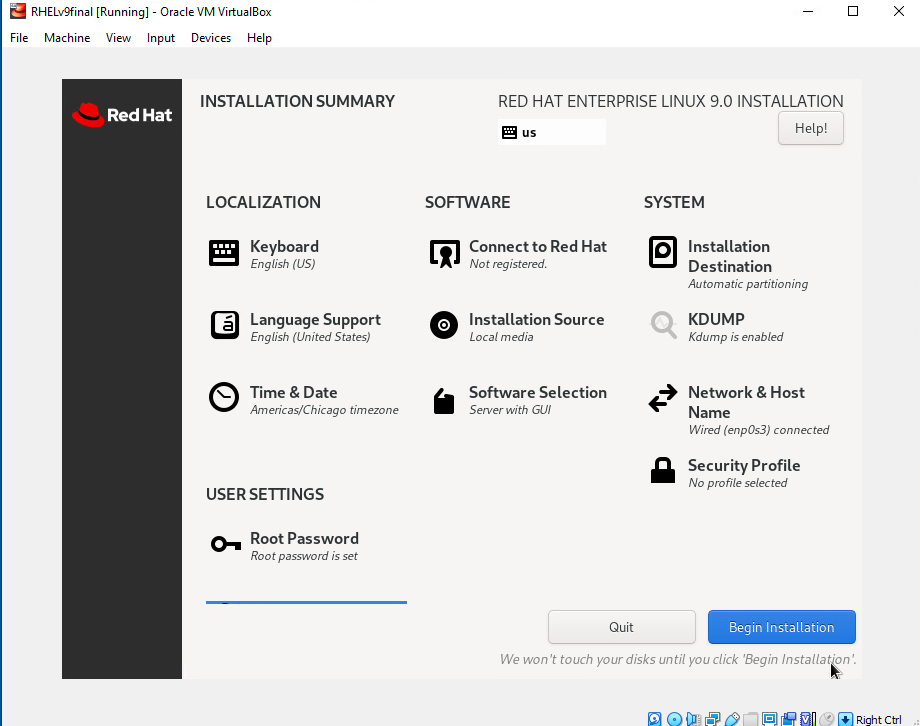 RHELv9final [Running] - Oracle VM VirtualBox
File Machine View Input Devices Help
Red Hat
INSTALLATION SUMMARY
RED HAT ENTERPRISE LINUX 9.0 INSTALLATION
us
Help!
LOCALIZATION
Keyboard
English (US)
Language Support
English (United States)
Time & Date
Americas/Chicago timezone
SOFTWARE
Connect to Red Hat
Not registered.
Installation Source
Local media
Software Selection
Server with GUI
SYSTEM
Installation
Destination
Automatic partitioning
KDUMP
Kdump is enabled
Network & Host
Name
Wired (enp0s3) connected
Security Profile
No profile selected
USER SETTINGS
Root Password
Root password is set
Quit
Begin Installation
We won't touch your disks until you click 'Begin Installation'.
Right Ctrl